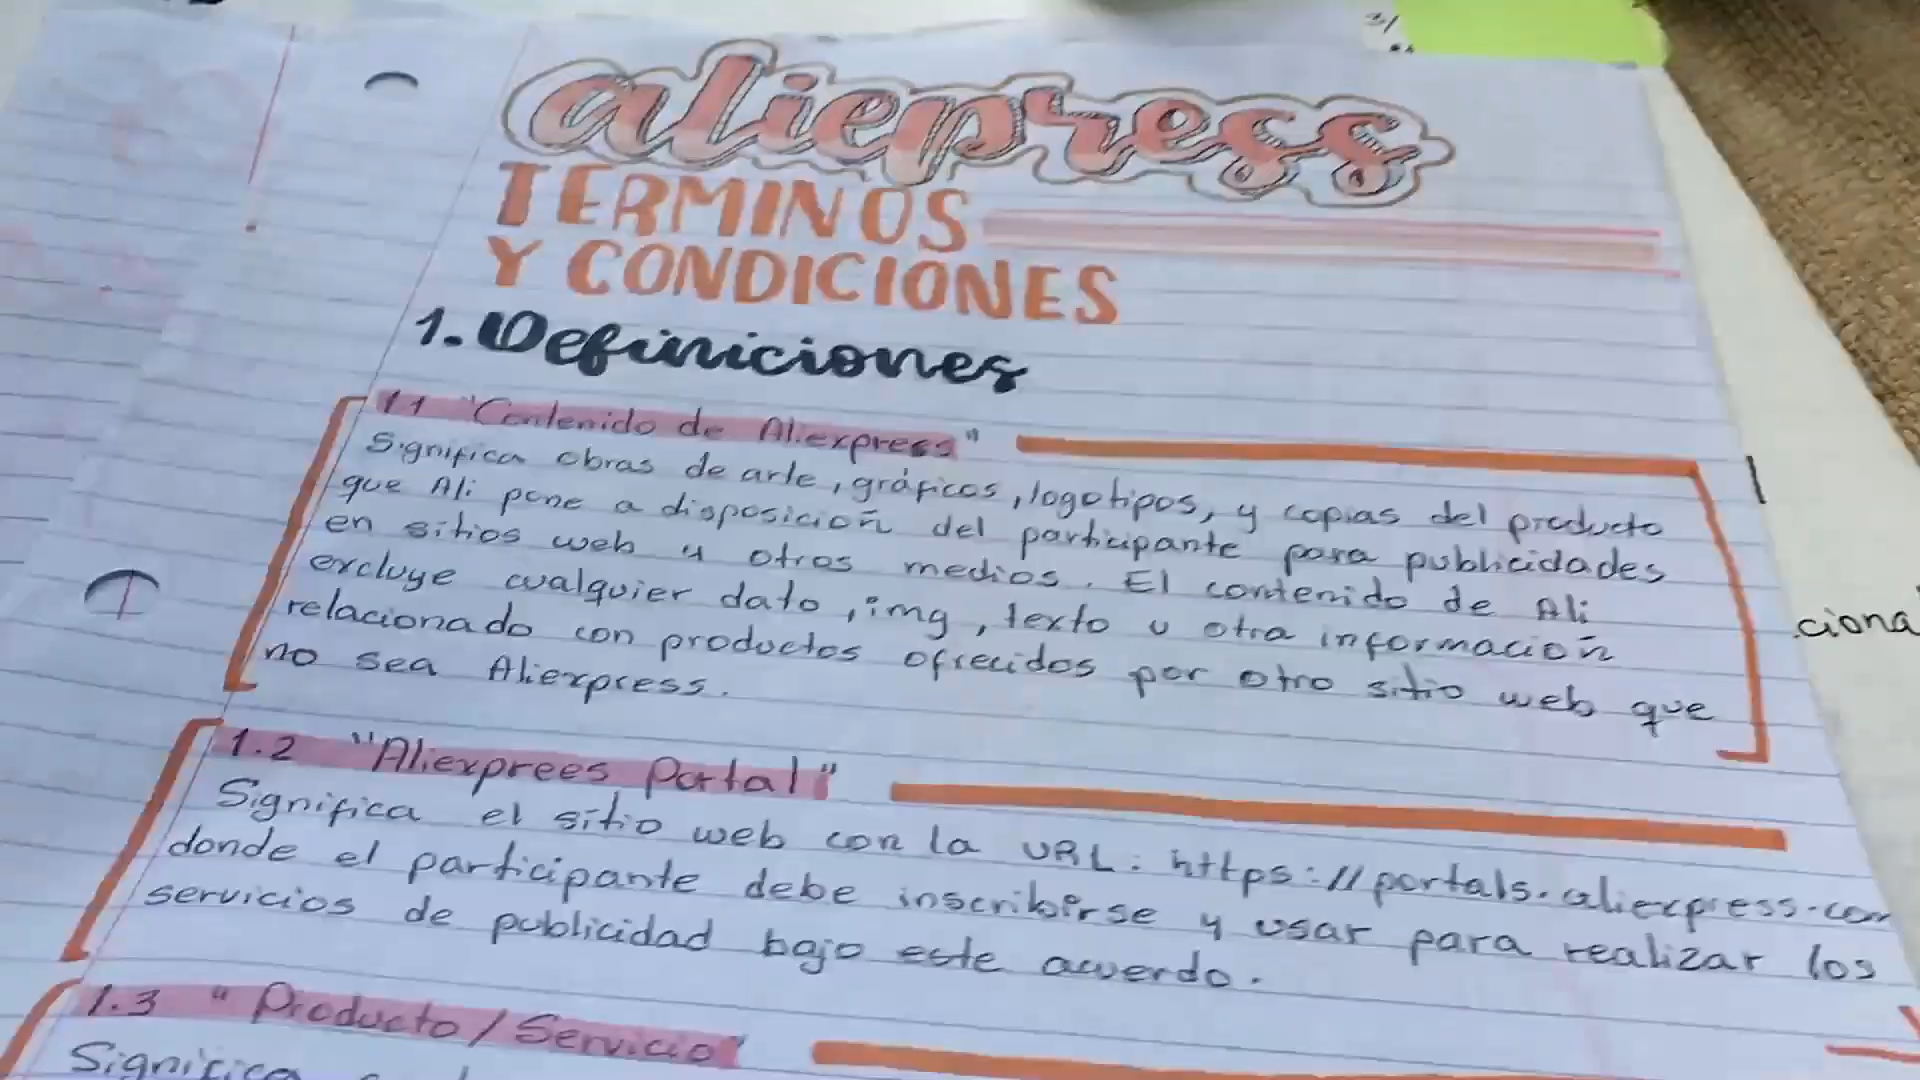 aliepress
TERMINOS
Y CONDICIONES
1. Definiciones
1.1 "Contenido de Aliexpress"
Significa obras de arte, gráficos, logotipos, y copias del producto
que Ali pone a disposicioñ del participante para publicidades
en sitios web y otros medios. El contenido de Ali
excluye cualquier dato, img, texto u otra informacioñ
relacionado con productos ofrecidos por otro sitio web que
no sea Aliexpress.
1.2 "Aliexprees Portal"
Significa el sitio web con la URL: https://portals.aliexpress.com
donde el participante debe inscribirse y usar para realizar los
servicios de publicidad bajo este acuerdo.
1.3 "Producto/Servicio"
Significa
ciona